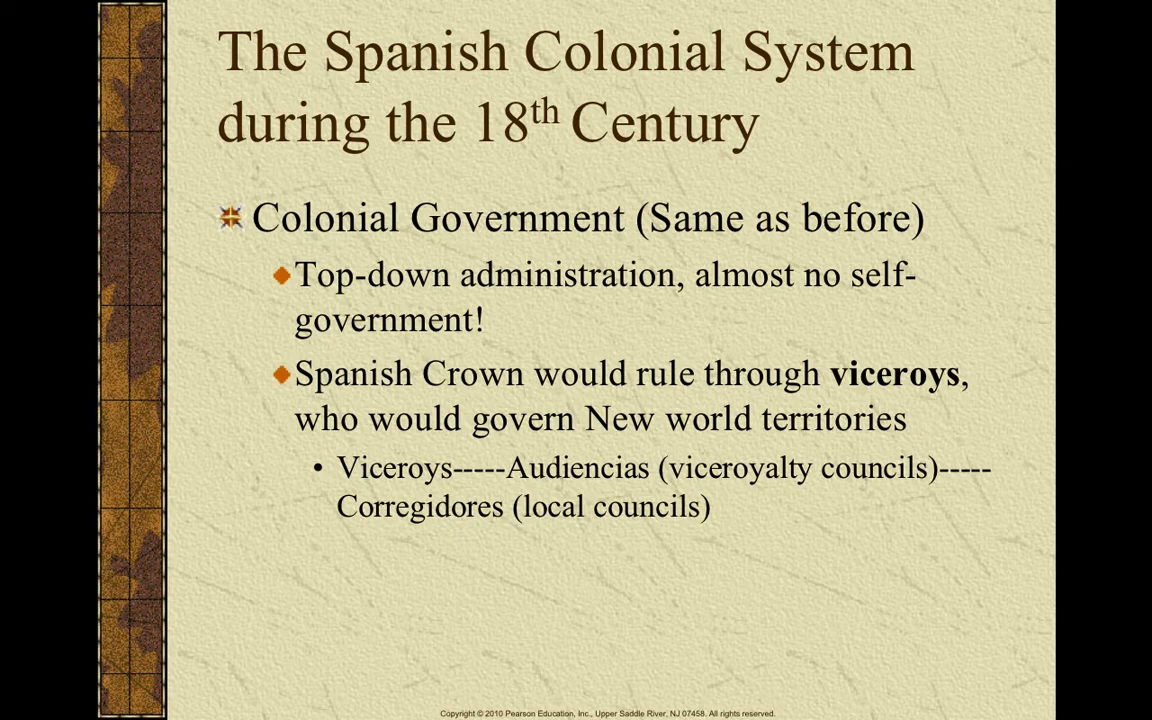 The Spanish Colonial System
during the 18th Century
Colonial Government (Same as before)
Top-down administration, almost no self-
government!
Spanish Crown would rule through viceroys,
who would govern New world territories
• Viceroys-----Audiencias (viceroyalty councils)-----
Corregidores (local councils)
Copyright © 2010 Pearson Education, Inc., Upper Saddle River, NJ 07458. All rights reserved.